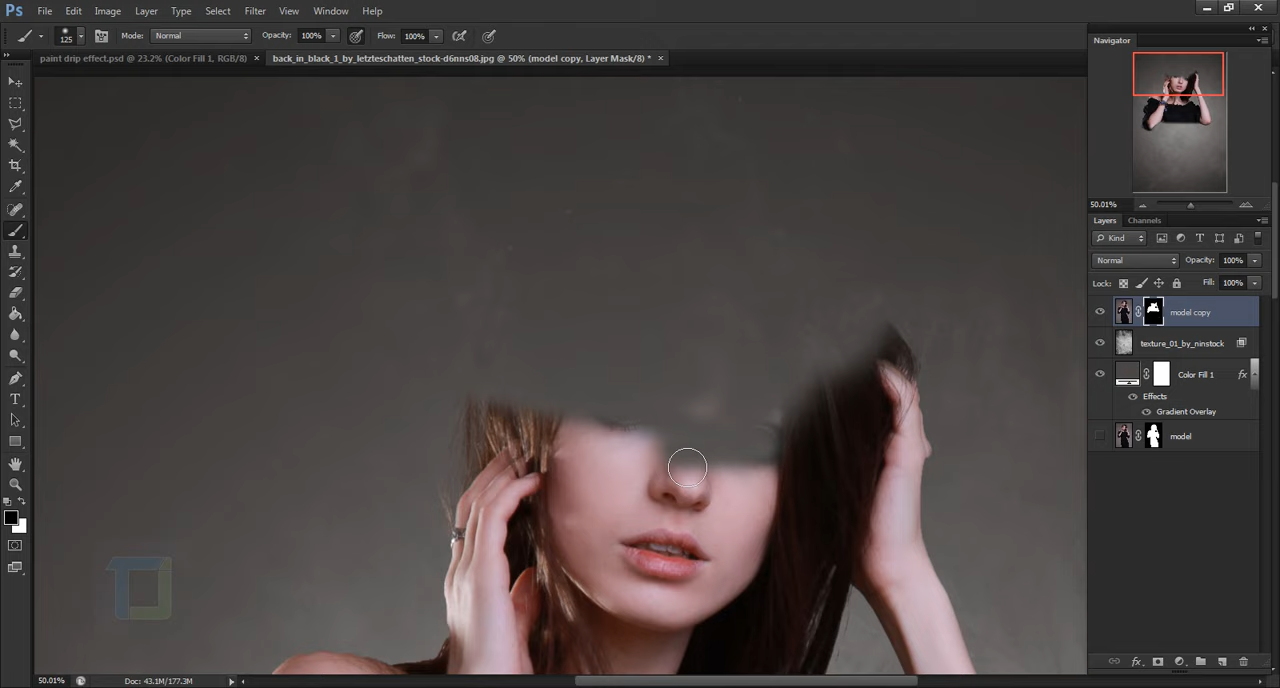 Ps File Edit Image Layer Type Select Filter View Window Help
125 Mode: Normal Opacity: 100% Flow: 100%
paint drip effect.psd @ 23.2% (Color Fill 1, RGB/8) × back_in_black_1_by_letzteschatten_stock-d6nns08.jpg @ 50% (model copy, Layer Mask/8) * ×
Navigator
50.01%
Layers Channels
Kind
Normal Opacity: 100%
Lock: Fill: 100%
model copy
texture_01_by_ninstock
Color Fill 1 fx
Effects
Gradient Overlay
model
50.01% Doc: 43.1M/177.3M